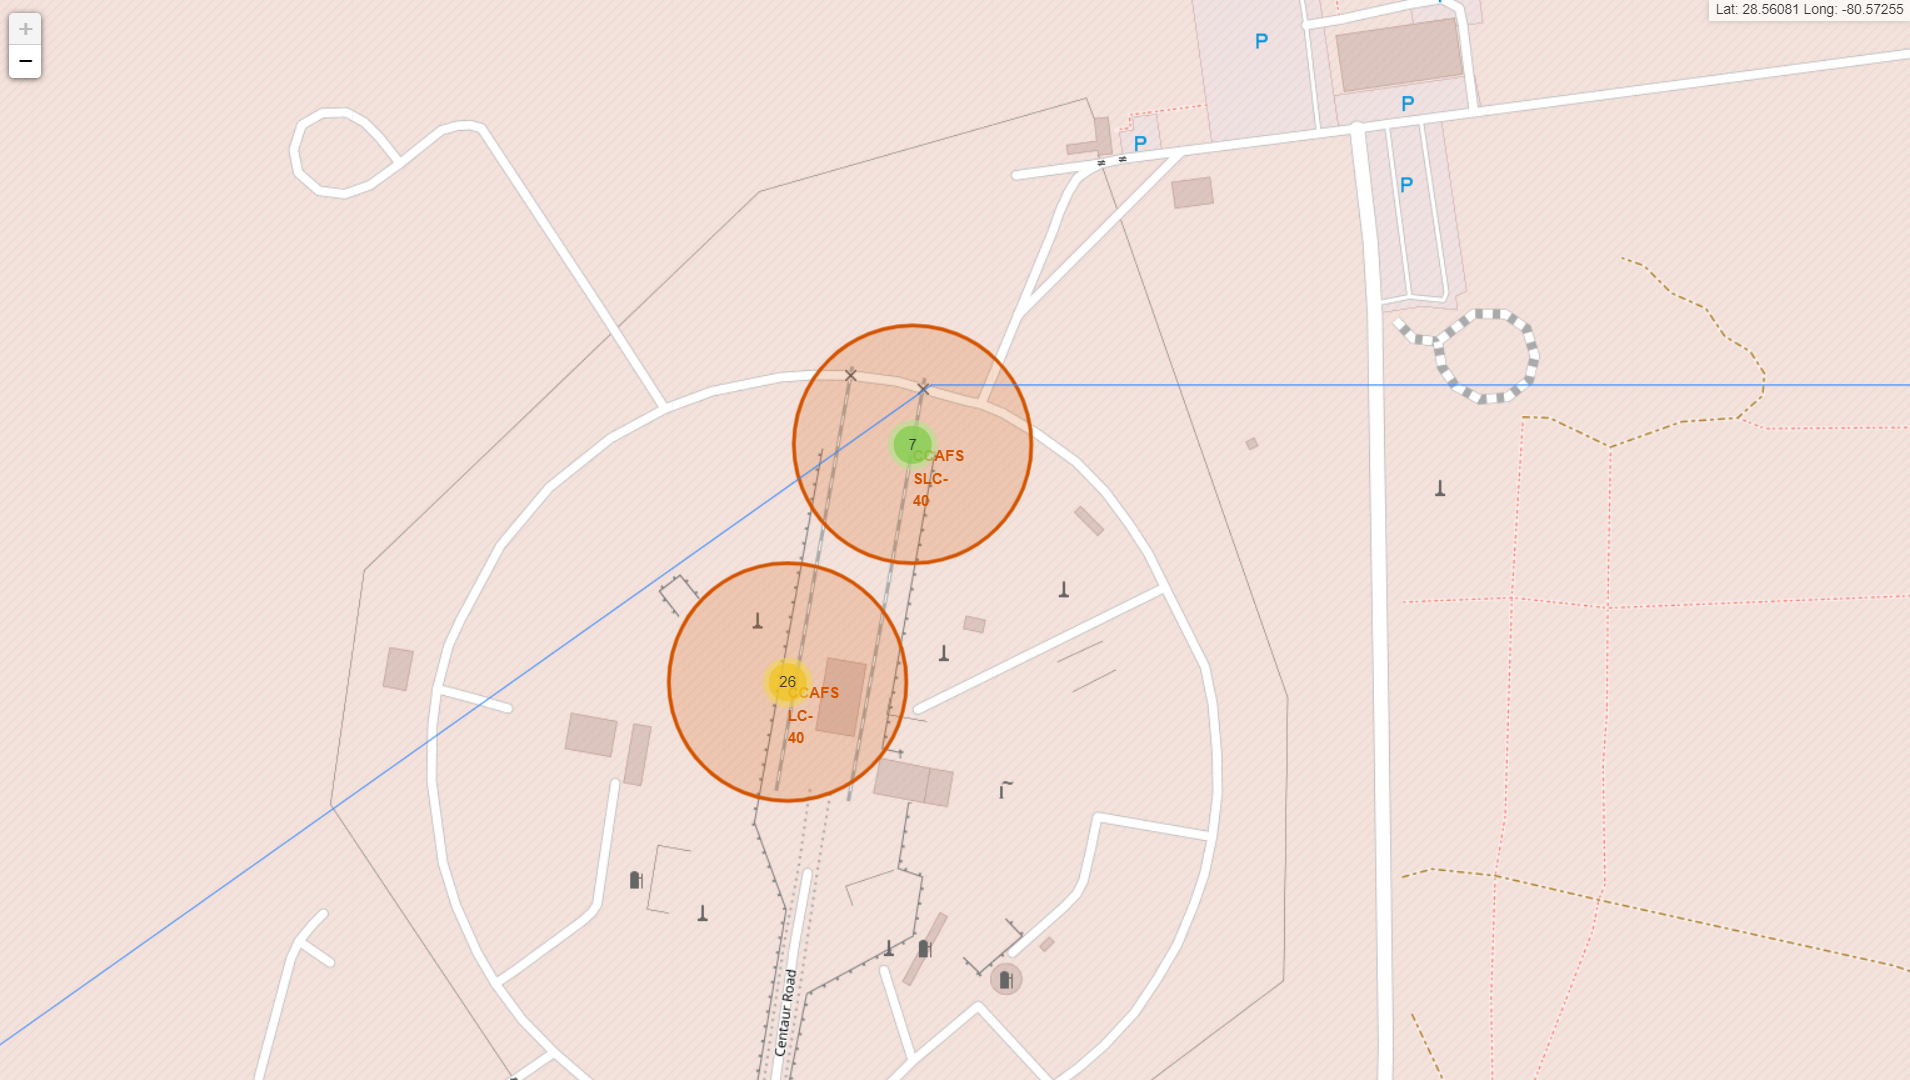 +
−
Lat: 28.56081 Long: -80.57255
P
P
P
P
7
CCAFS
SLC-
40
26
CCAFS
LC-
40
Centaur Road